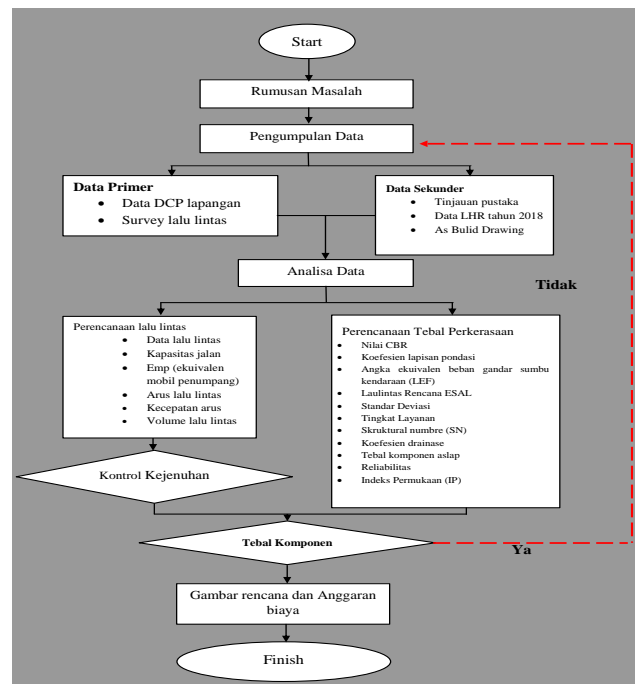 Start
Rumusan Masalah
Pengumpulan Data
Data Primer
• Data DCP lapangan
• Survey lalu lintas
Data Sekunder
• Tinjauan pustaka
• Data LHR tahun 2018
• As Bulid Drawing
Analisa Data
Tidak
Perencanaan lalu lintas
• Data lalu lintas
• Kapasitas jalan
• Emp (ekuivalen
mobil penumpang)
• Arus lalu lintas
• Kecepatan arus
• Volume lalu lintas
Perencanaan Tebal Perkerasaan
• Nilai CBR
• Koefesien lapisan pondasi
• Angka ekuivalen beban gandar sumbu
kendaraan (LEF)
• Laulintas Rencana ESAL
• Standar Deviasi
• Tingkat Layanan
• Skruktural numbre (SN)
• Koefesien drainase
• Tebal komponen aslap
• Reliabilitas
• Indeks Permukaan (IP)
Kontrol Kejenuhan
Tebal Komponen
Ya
Gambar rencana dan Anggaran
biaya
Finish